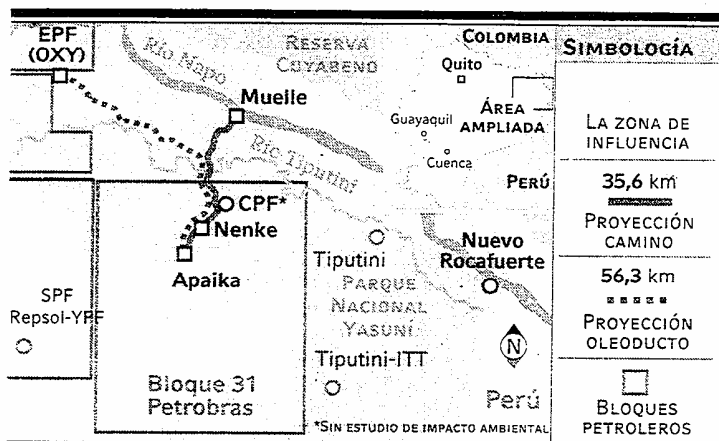 EPF
(OXY)
RÍO NAPO
RESERVA
CUYABENO
COLOMBIA
Quito
ÁREA
AMPLIADA
Guayaquil
Cuenca
PERÚ
Muelle
RÍO TIPUTINI
CPF*
Nenke
Apaika
SPF
Repsol-YPF
Tiputini
PARQUE
NACIONAL
YASUNÍ
Nuevo
Rocafuerte
Tiputini-ITT
N
Bloque 31
Petrobras
Perú
*SIN ESTUDIO DE IMPACTO AMBIENTAL
SIMBOLOGÍA
LA ZONA DE
INFLUENCIA
35,6 km
PROYECCIÓN
CAMINO
56,3 km
PROYECCIÓN
OLEODUCTO
BLOQUES
PETROLEROS